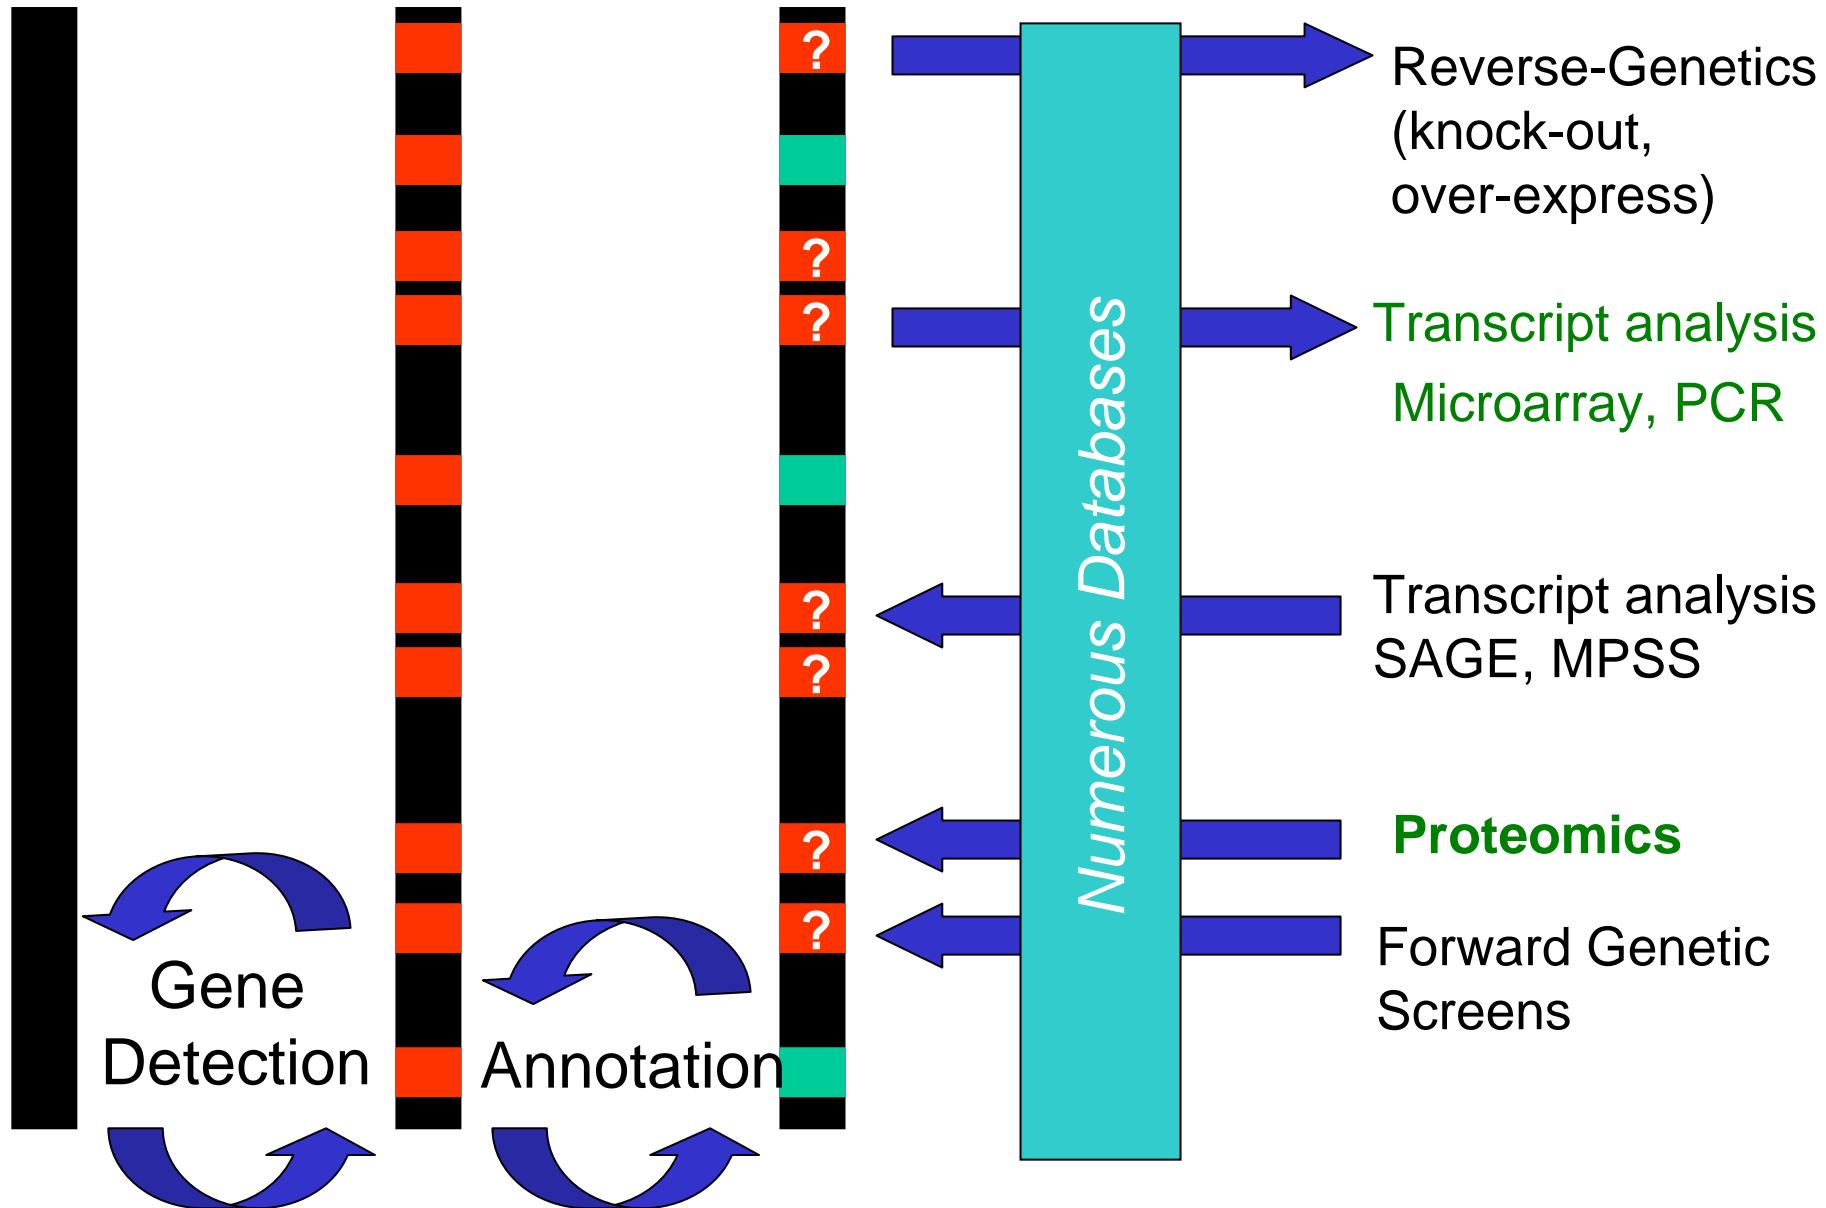 ?
?
?
?
?
?
?
Gene
Detection
Annotation
Numerous Databases
Reverse-Genetics
(knock-out,
over-express)
Transcript analysis
Microarray, PCR
Transcript analysis
SAGE, MPSS
Proteomics
Forward Genetic
Screens